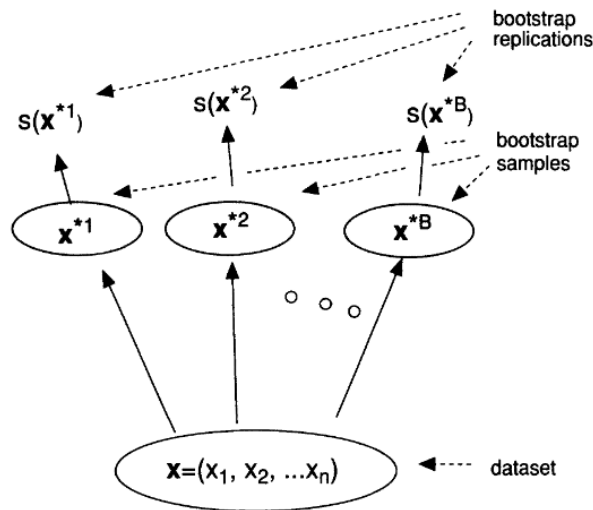 bootstrap
replications
s(x*1)
s(x*2)
s(x*B)
bootstrap
samples
x*1
x*2
x*B
x=(x1, x2, ...xn)
dataset